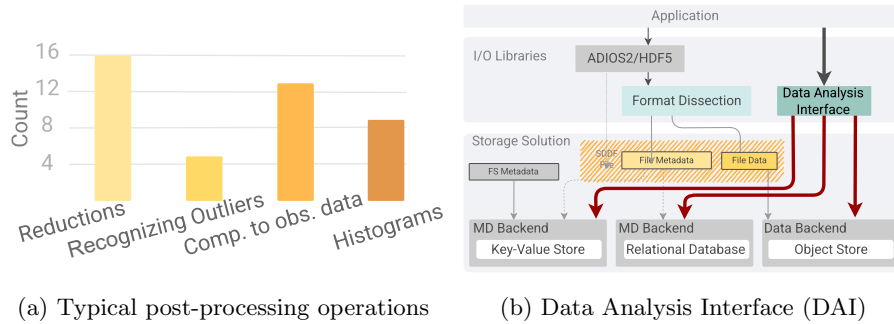 16
12
8
4
Count
Reductions
Recognizing Outliers
Comp. to obs. data
Histograms
(a) Typical post-processing operations
Application
I/O Libraries
ADIOS2/HDF5
Format Dissection
Data Analysis
Interface
Storage Solution
SDDF
File
File Metadata
File Data
FS Metadata
MD Backend
Key-Value Store
MD Backend
Relational Database
Data Backend
Object Store
(b) Data Analysis Interface (DAI)